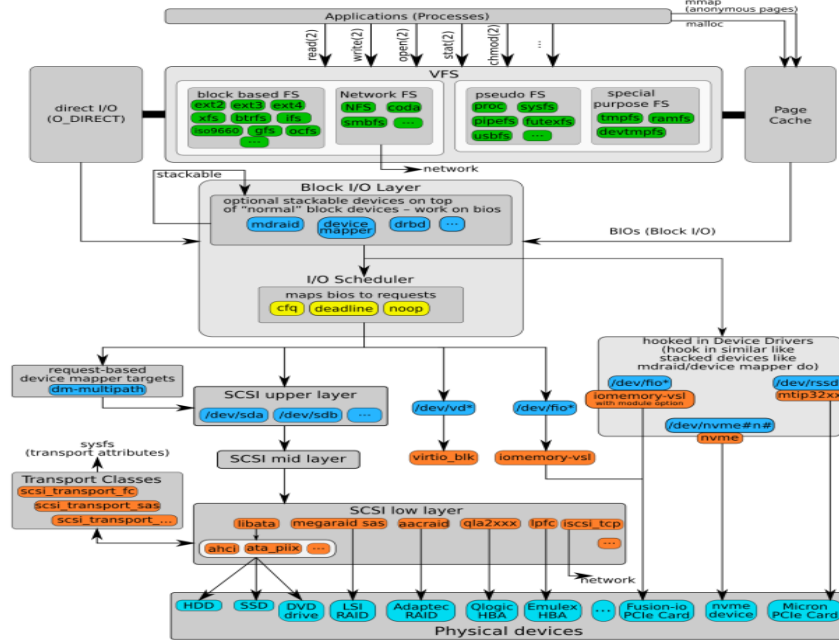 mmap
(anonymous pages)
Applications (Processes)
malloc
read(2)
write(2)
open(2)
stat(2)
chmod(2)
...
VFS
block based FS
ext2 ext3 ext4
xfs btrfs ifs
iso9660 gfs ocfs
...
Network FS
NFS coda
smbfs ...
pseudo FS
proc sysfs
pipefs futexfs
usbfs ...
special
purpose FS
tmpfs ramfs
devtmpfs
direct I/O
(O_DIRECT)
Page
Cache
network
stackable
Block I/O Layer
optional stackable devices on top
of “normal” block devices – work on bios
mdraid device mapper drbd ...
BIOs (Block I/O)
I/O Scheduler
maps bios to requests
cfq deadline noop
hooked in Device Drivers
(hook in similar like
stacked devices like
mdraid/device mapper do)
/dev/fio* /dev/rssd
iomemory-vsl mtip32xx
with module option
/dev/nvme#n#
nvme
request-based
device mapper targets
dm-multipath
SCSI upper layer
/dev/sda /dev/sdb ...
/dev/vd* /dev/fio*
SCSI mid layer
virtio_blk iomemory-vsl
sysfs
(transport attributes)
Transport Classes
scsi_transport_fc
scsi_transport_sas
scsi_transport_...
SCSI low layer
libata megaraid sas aacraid qla2xxx lpfc iscsi_tcp
ahci ata_piix ... ...
network
HDD SSD DVD drive LSI RAID Adaptec RAID Qlogic HBA Emulex HBA ... Fusion-io PCIe Card nvme device Micron PCIe Card
Physical devices